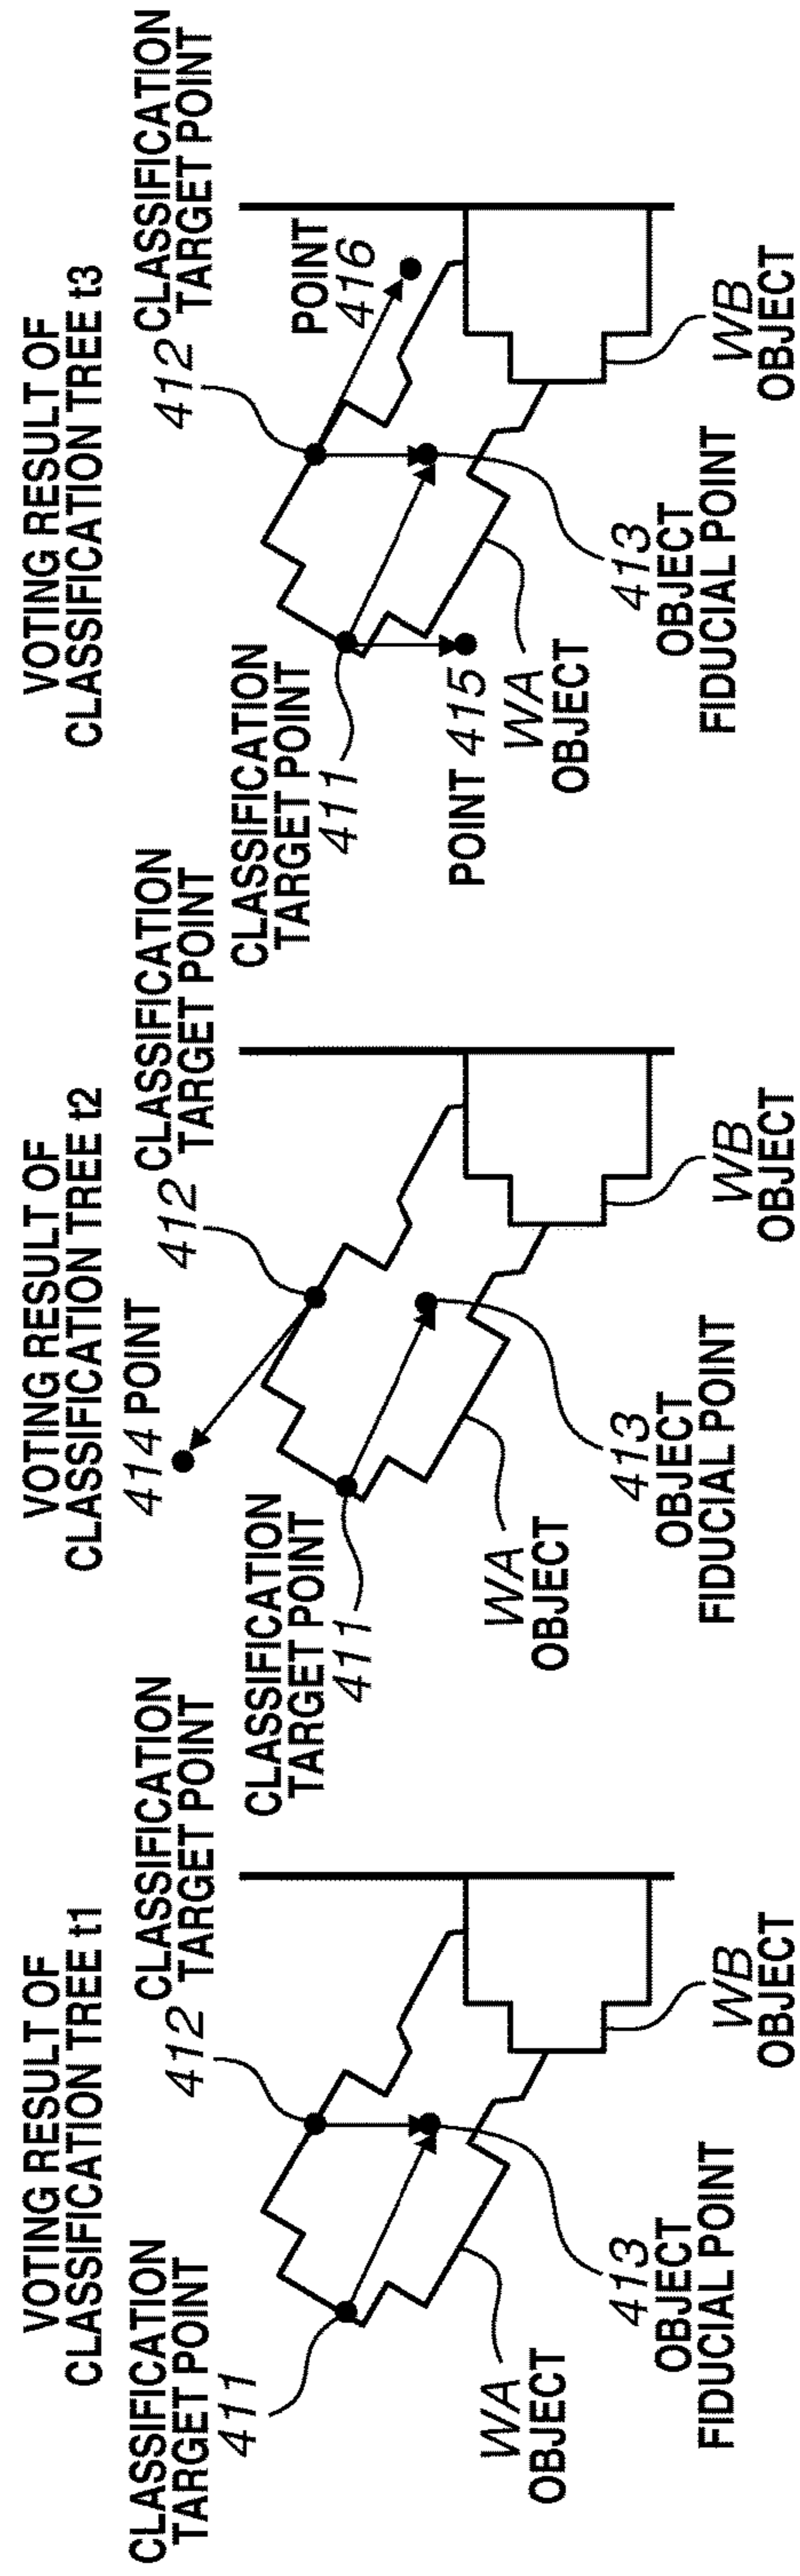 VOTING RESULT OF
CLASSIFICATION TREE t1
CLASSIFICATION
TARGET POINT
411
412
CLASSIFICATION
TARGET POINT
WA
OBJECT
413
OBJECT
FIDUCIAL POINT
WB
OBJECT
VOTING RESULT OF
CLASSIFICATION TREE t2
414 POINT
412
CLASSIFICATION
TARGET POINT
CLASSIFICATION
TARGET POINT
411
WA
OBJECT
413
OBJECT
FIDUCIAL POINT
WB
OBJECT
VOTING RESULT OF
CLASSIFICATION TREE t3
412
CLASSIFICATION
TARGET POINT
POINT
416
CLASSIFICATION
TARGET POINT
411
POINT 415
WA
OBJECT
413
OBJECT
FIDUCIAL POINT
WB
OBJECT